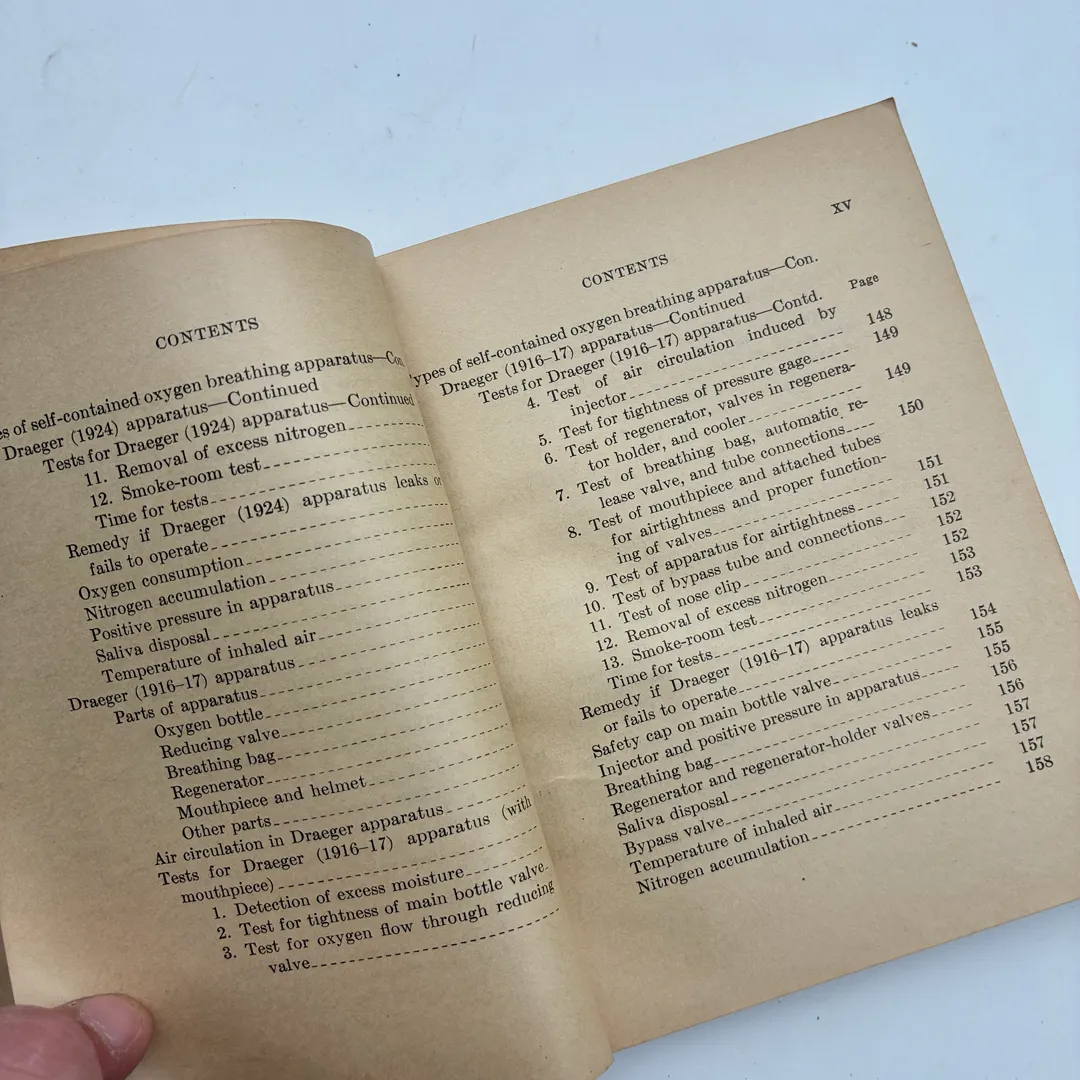 CONTENTS
es of self-contained oxygen breathing apparatus—Con
Draeger (1924) apparatus—Continued
Tests for Draeger (1924) apparatus—Continued
11. Removal of excess nitrogen
12. Smoke-room test
Time for tests
Remedy if Draeger (1924) apparatus leaks or
fails to operate
Oxygen consumption
Nitrogen accumulation
Positive pressure in apparatus
Saliva disposal
Temperature of inhaled air
Draeger (1916–17) apparatus
Parts of apparatus
Oxygen bottle
Reducing valve
Breathing bag
Regenerator
Mouthpiece and helmet
Other parts
Air circulation in Draeger apparatus
Tests for Draeger (1916–17) apparatus (with
mouthpiece)
1. Detection of excess moisture
2. Test for tightness of main bottle valve
3. Test for oxygen flow through reducing
valve
CONTENTS XV
ypes of self-contained oxygen breathing apparatus—Con.
Draeger (1916–17) apparatus—Continued Page
Tests for Draeger (1916–17) apparatus—Contd.
4. Test of air circulation induced by
injector 148
5. Test for tightness of pressure gage 149
6. Test of regenerator, valves in regenera-
tor holder, and cooler 149
7. Test of breathing bag, automatic re-
lease valve, and tube connections 150
8. Test of mouthpiece and attached tubes
for airtightness and proper function-
ing of valves 151
9. Test of apparatus for airtightness 151
10. Test of bypass tube and connections 152
11. Test of nose clip 152
12. Removal of excess nitrogen 152
13. Smoke-room test 153
Time for tests 153
Remedy if Draeger (1916–17) apparatus leaks
or fails to operate 154
Safety cap on main bottle valve 155
Injector and positive pressure in apparatus 155
Breathing bag 156
Regenerator and regenerator-holder valves 156
Saliva disposal 157
Bypass valve 157
Temperature of inhaled air 157
Nitrogen accumulation 158